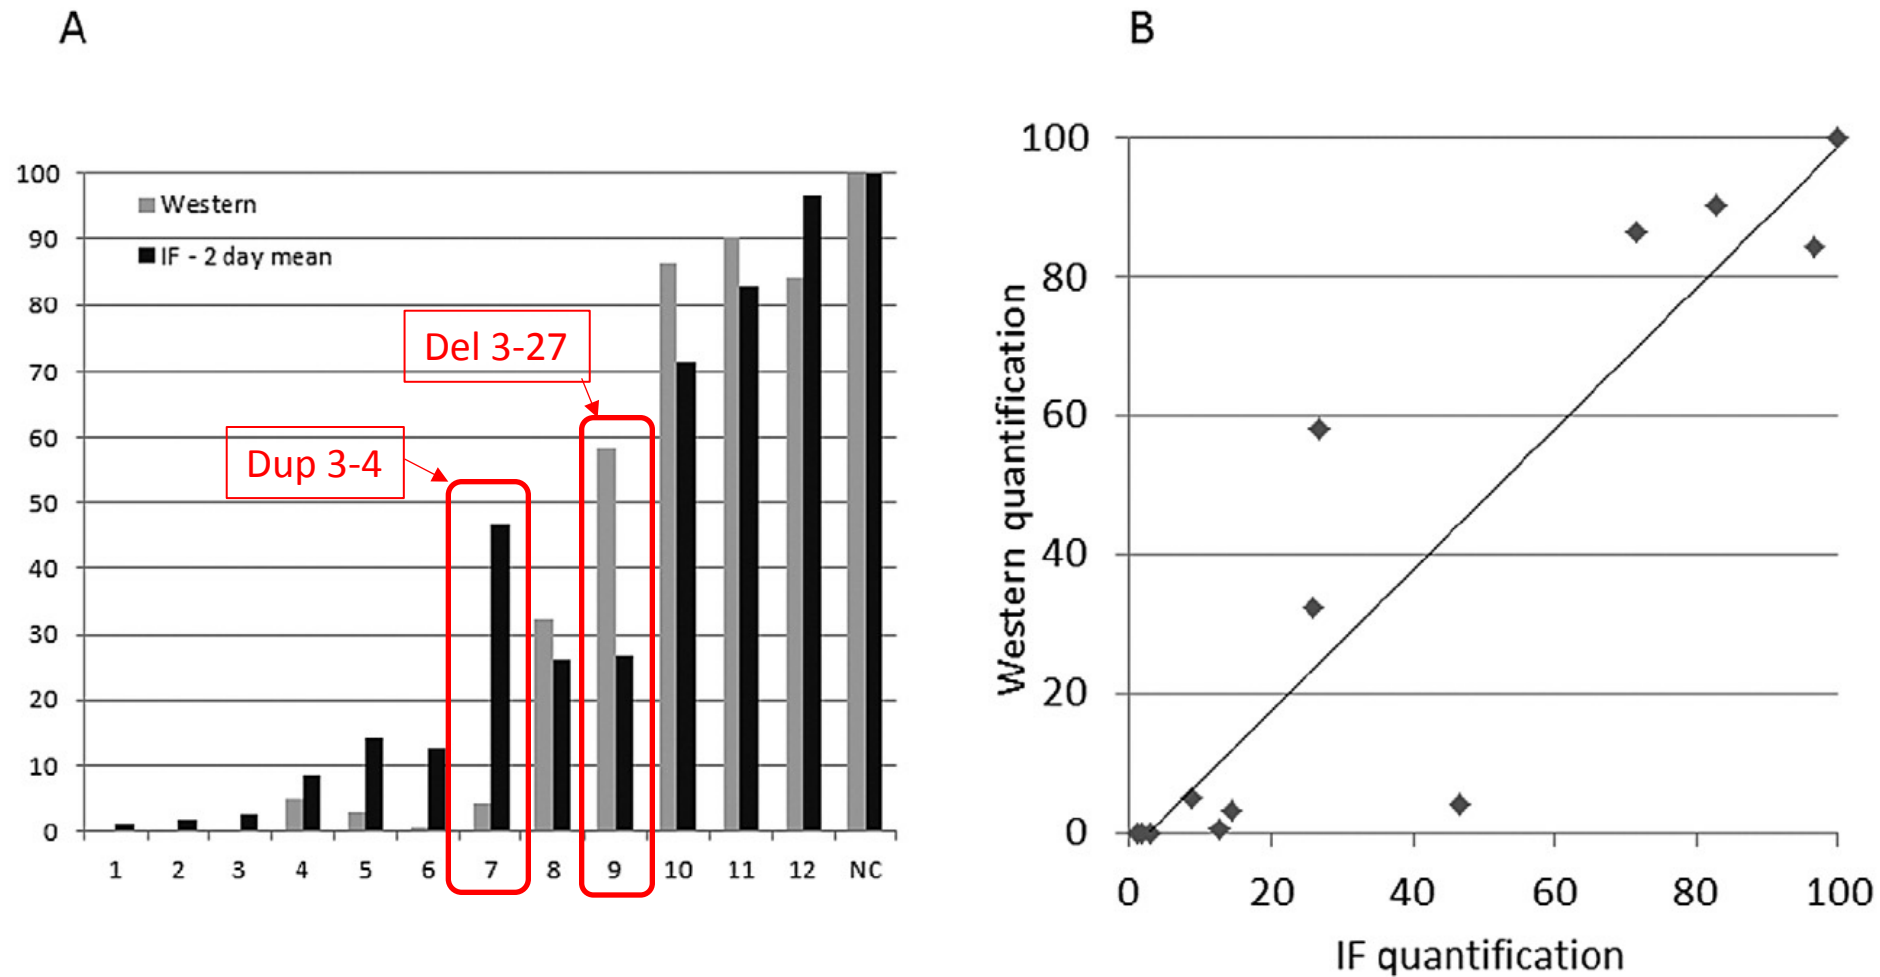 A
100
90
80
70
60
50
40
30
20
10
0
Western
IF - 2 day mean
Del 3-27
Dup 3-4
1 2 3 4 5 6 7 8 9 10 11 12 NC
B
Western quantification
100
80
60
40
20
0
0 20 40 60 80 100
IF quantification